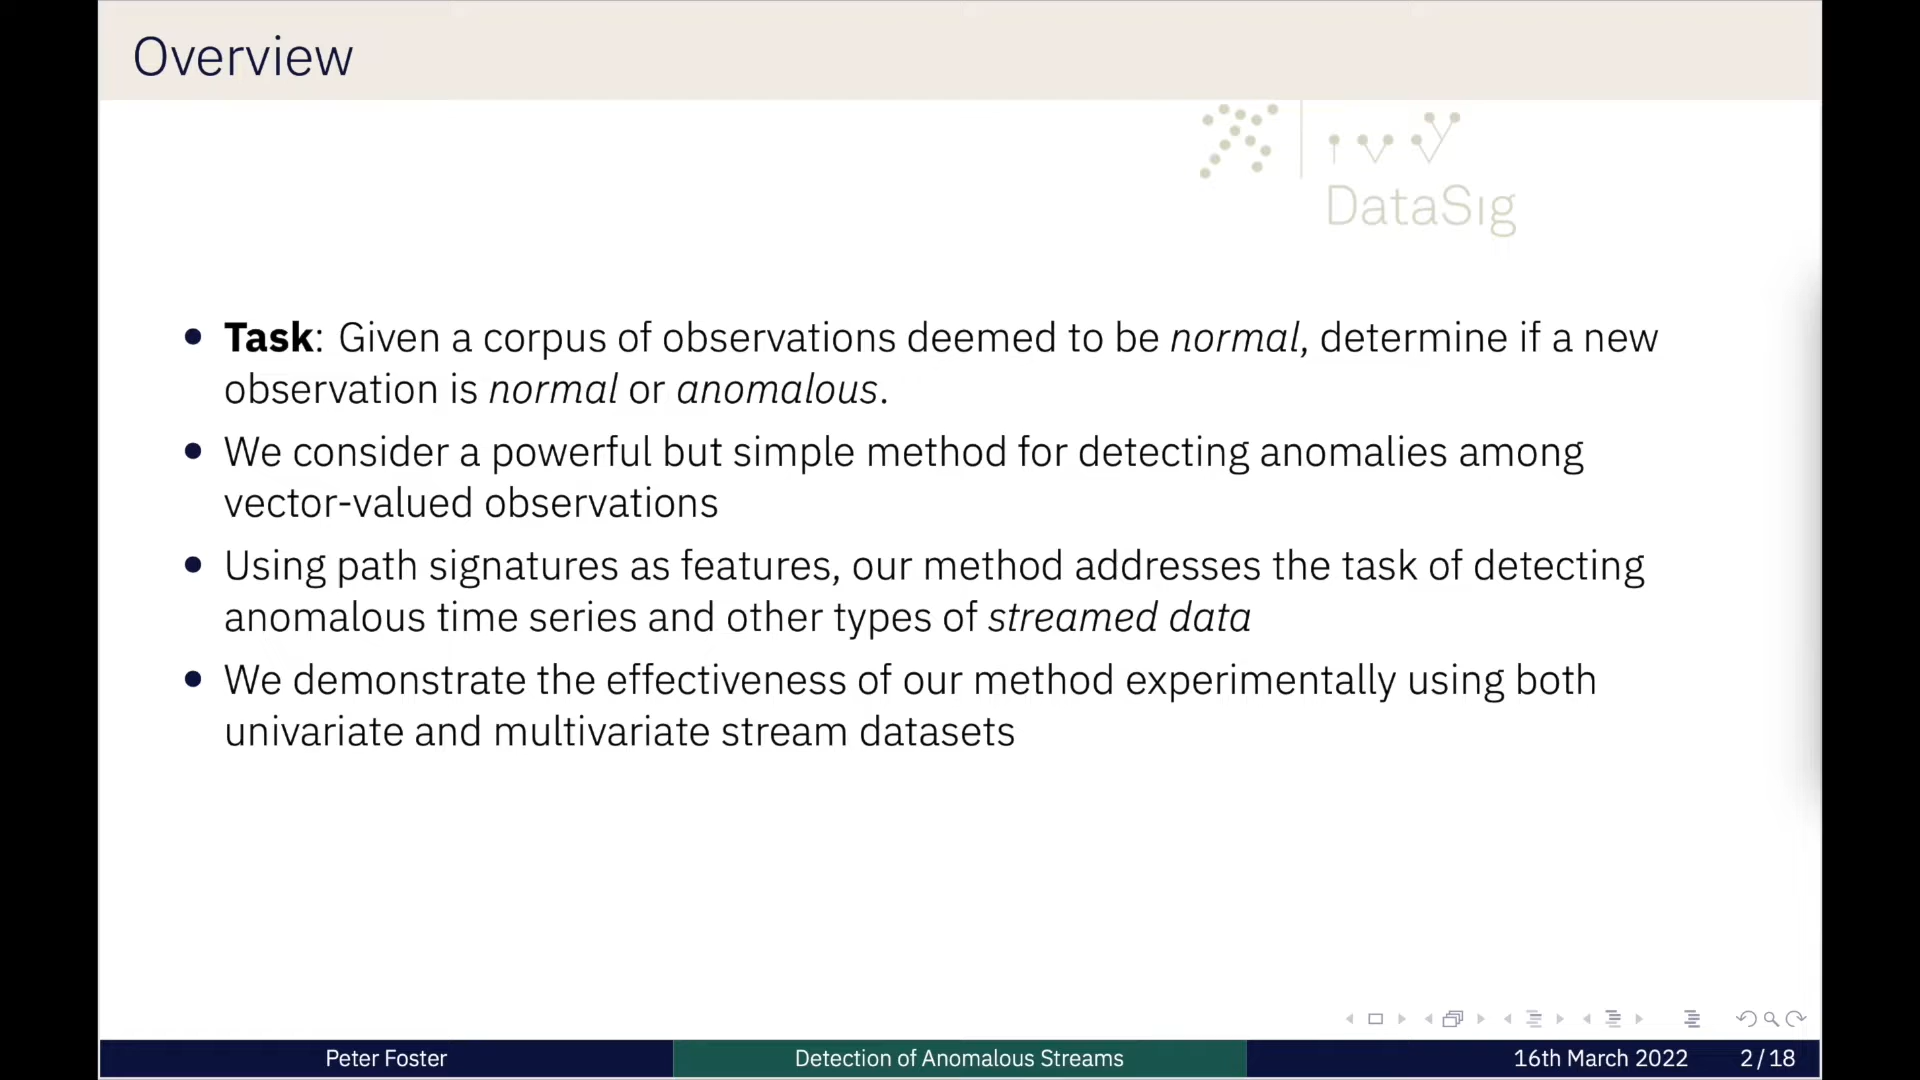 Overview
DataSig
• Task: Given a corpus of observations deemed to be normal, determine if a new
observation is normal or anomalous.
• We consider a powerful but simple method for detecting anomalies among
vector-valued observations
• Using path signatures as features, our method addresses the task of detecting
anomalous time series and other types of streamed data
• We demonstrate the effectiveness of our method experimentally using both
univariate and multivariate stream datasets
Peter Foster
Detection of Anomalous Streams
16th March 2022
2 / 18